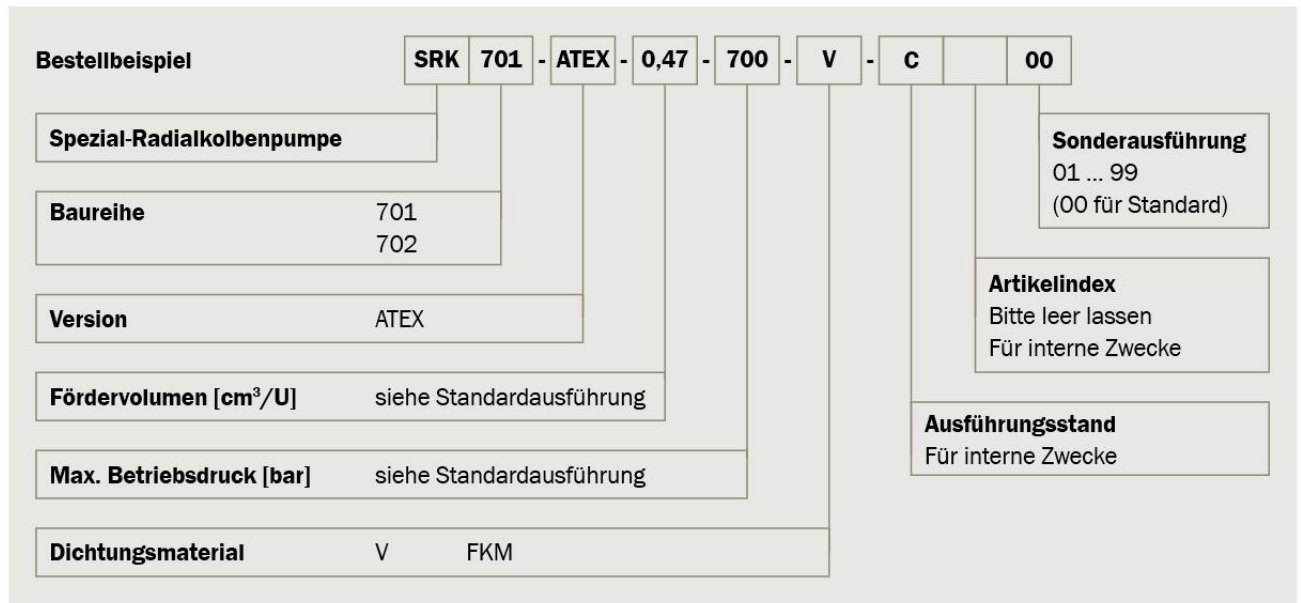 Bestellbeispiel SRK 701 - ATEX - 0,47 - 700 - V - C 00
Spezial-Radialkolbenpumpe
Baureihe 701
702
Version ATEX
Fördervolumen [cm³/U] siehe Standardausführung
Max. Betriebsdruck [bar] siehe Standardausführung
Dichtungsmaterial V FKM
Sonderausführung
01 ... 99
(00 für Standard)
Artikelindex
Bitte leer lassen
Für interne Zwecke
Ausführungsstand
Für interne Zwecke